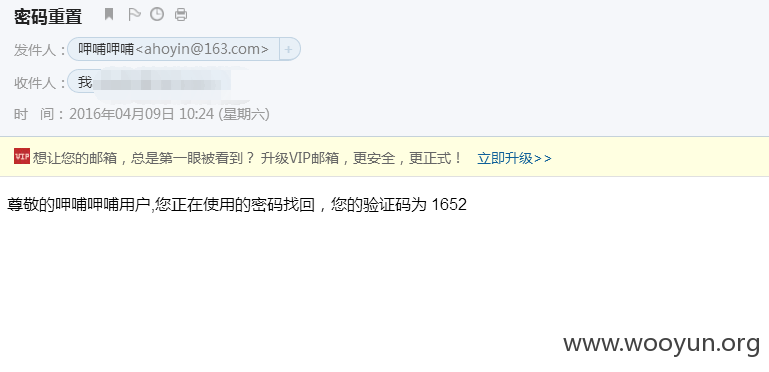 密码重置
发件人：呷哺呷哺<ahoyin@163.com> +
收件人：我
时 间：2016年04月09日 10:24 (星期六)
VIP 想让您的邮箱，总是第一眼被看到？ 升级VIP邮箱，更安全，更正式！ 立即升级>>
尊敬的呷哺呷哺用户,您正在使用的密码找回，您的验证码为 1652
www.wooyun.org